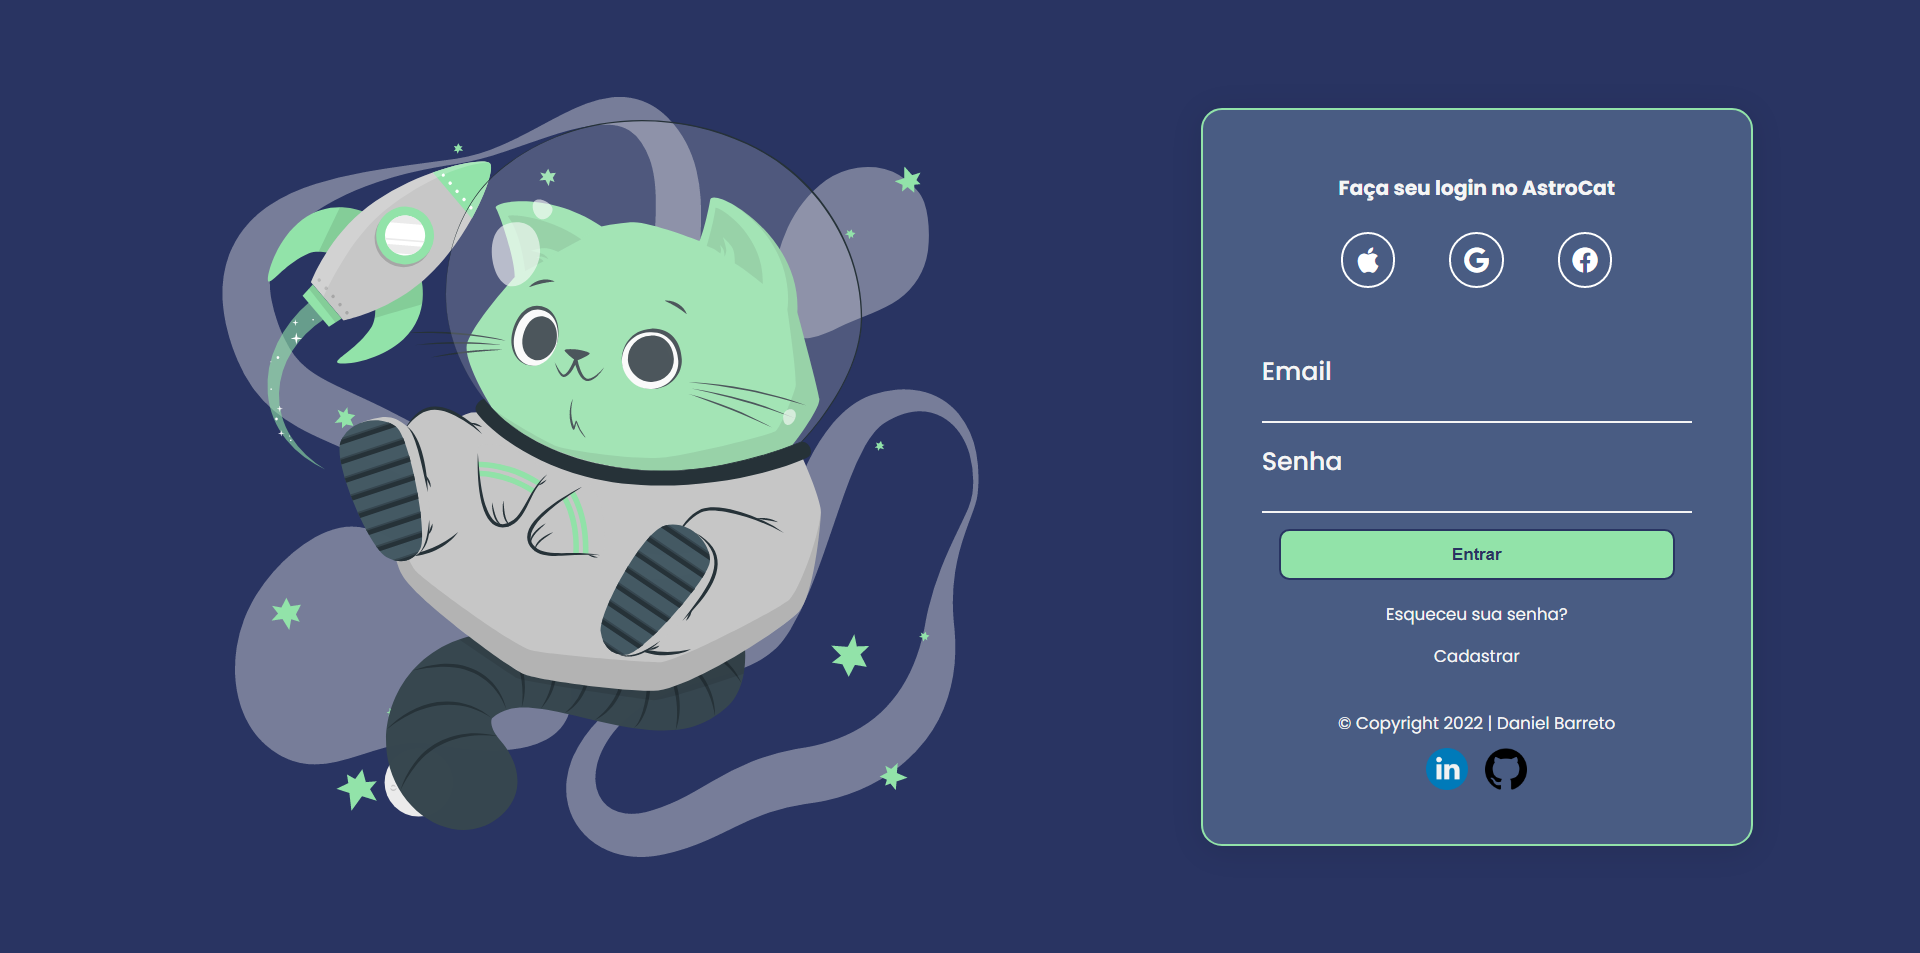 Faça seu login no AstroCat
Email
Senha
Entrar
Esqueceu sua senha?
Cadastrar
© Copyright 2022 | Daniel Barreto
in